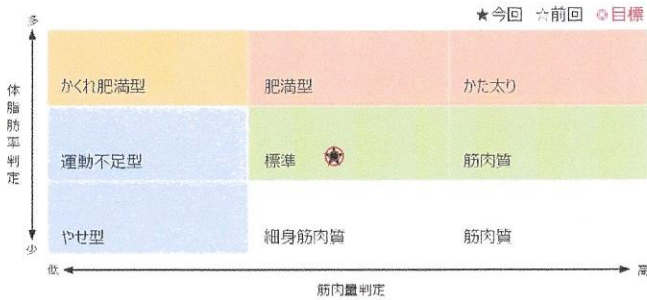 ★今回 ☆前回 ◎目標
多
体脂肪率判定
少
かくれ肥満型 肥満型 かた太り
運動不足型 標準 筋肉質
やせ型 細身筋肉質 筋肉質
低 高
筋肉量判定